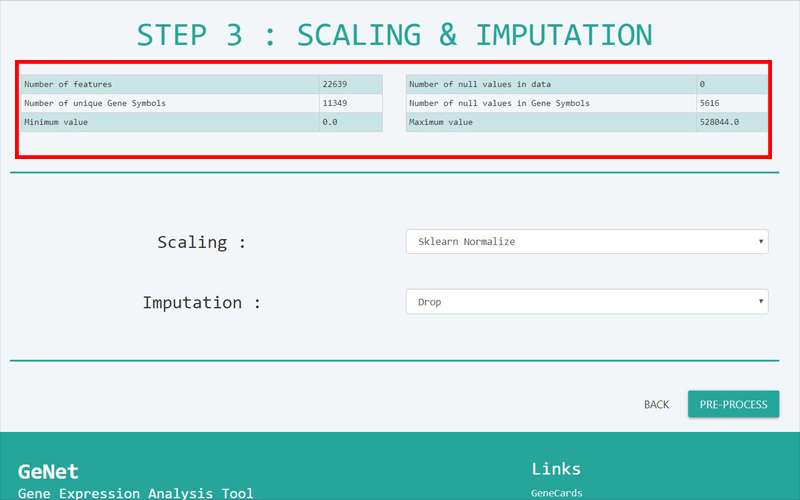 STEP 3 : SCALING & IMPUTATION
Number of features 22639
Number of unique Gene Symbols 11349
Minimum value 0.0
Number of null values in data 0
Number of null values in Gene Symbols 5616
Maximum value 528044.0
Scaling : Sklearn Normalize
Imputation : Drop
BACK PRE-PROCESS
GeNet
Gene Expression Analysis Tool
Links
GeneCards